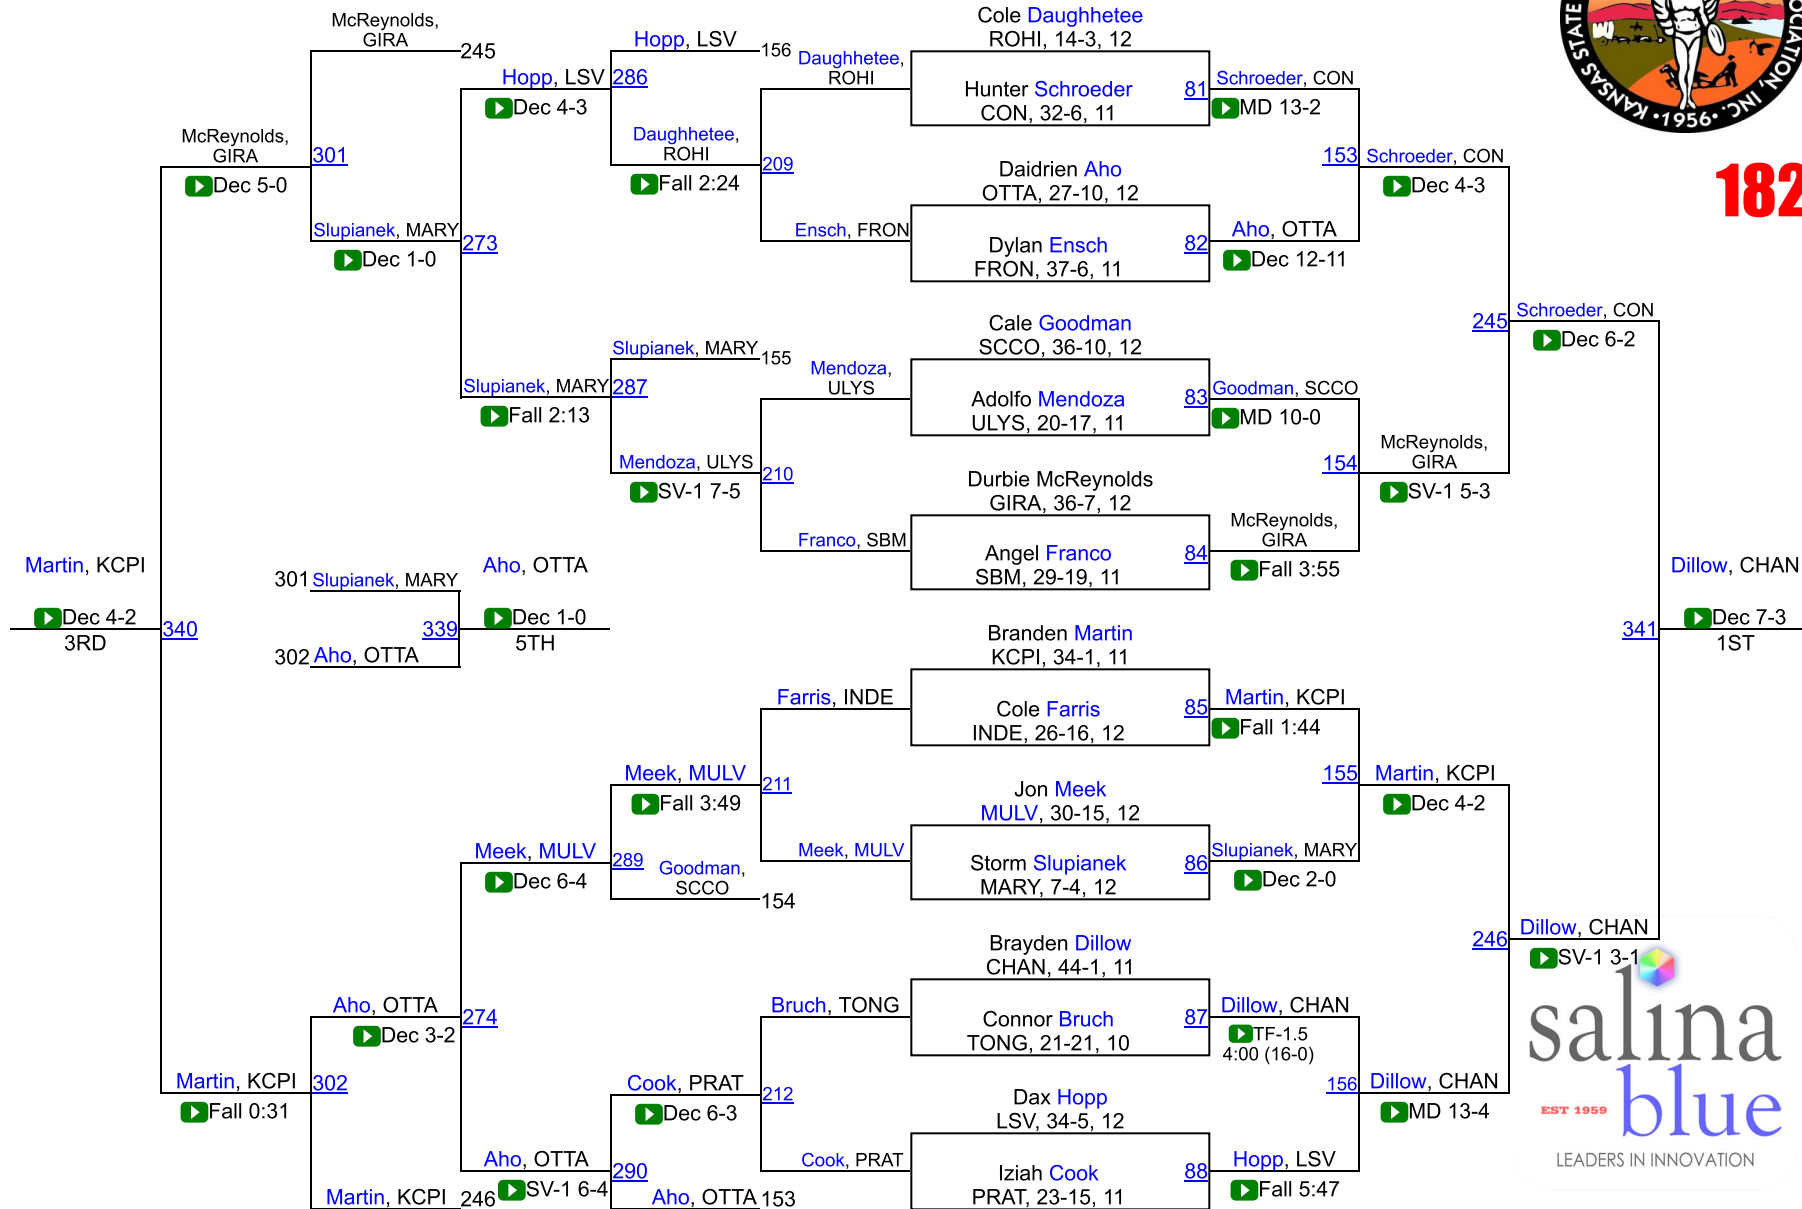 McReynolds,
GIRA
245
Hopp, LSV
286
Dec 4-3
Hopp, LSV
156
McReynolds,
GIRA
301
Dec 5-0
Daughhetee,
ROHI
209
Fall 2:24
Slupianek, MARY
273
Dec 1-0
Daughhetee,
ROHI
Ensch, FRON
Slupianek, MARY
155
Slupianek, MARY
287
Fall 2:13
Mendoza,
ULYS
Mendoza, ULYS
210
SV-1 7-5
Franco, SBM
Martin, KCPI
Dec 4-2
3RD
340
301 Slupianek, MARY
339
302 Aho, OTTA
Aho, OTTA
Dec 1-0
5TH
Farris, INDE
Meek, MULV
211
Fall 3:49
Meek, MULV
Meek, MULV
289
Dec 6-4
Goodman,
SCCO
154
Aho, OTTA
274
Dec 3-2
Bruch, TONG
Martin, KCPI
302
Fall 0:31
Cook, PRAT
212
Dec 6-3
Cook, PRAT
Aho, OTTA
290
SV-1 6-4
Martin, KCPI
246
Aho, OTTA
153
Cole Daughhetee
ROHI, 14-3, 12
Hunter Schroeder
CON, 32-6, 11
81
Schroeder, CON
MD 13-2
Daidrien Aho
OTTA, 27-10, 12
Dylan Ensch
FRON, 37-6, 11
82
Aho, OTTA
Dec 12-11
153
Schroeder, CON
Dec 4-3
Cale Goodman
SCCO, 36-10, 12
Adolfo Mendoza
ULYS, 20-17, 11
83
Goodman, SCCO
MD 10-0
Durbie McReynolds
GIRA, 36-7, 12
Angel Franco
SBM, 29-19, 11
84
McReynolds,
GIRA
Fall 3:55
154
McReynolds,
GIRA
SV-1 5-3
245
Schroeder, CON
Dec 6-2
Branden Martin
KCPI, 34-1, 11
Cole Farris
INDE, 26-16, 12
85
Martin, KCPI
Fall 1:44
Jon Meek
MULV, 30-15, 12
Storm Slupianek
MARY, 7-4, 12
86
Slupianek, MARY
Dec 2-0
155
Martin, KCPI
Dec 4-2
Brayden Dillow
CHAN, 44-1, 11
Connor Bruch
TONG, 21-21, 10
87
Dillow, CHAN
TF-1.5
4:00 (16-0)
Dax Hopp
LSV, 34-5, 12
Iziah Cook
PRAT, 23-15, 11
88
Hopp, LSV
Fall 5:47
156
Dillow, CHAN
MD 13-4
246
Dillow, CHAN
SV-1 3-1
341
Dillow, CHAN
Dec 7-3
1ST
KANSAS STATE
INC.
•1956•
182
salina
EST 1959 blue
LEADERS IN INNOVATION